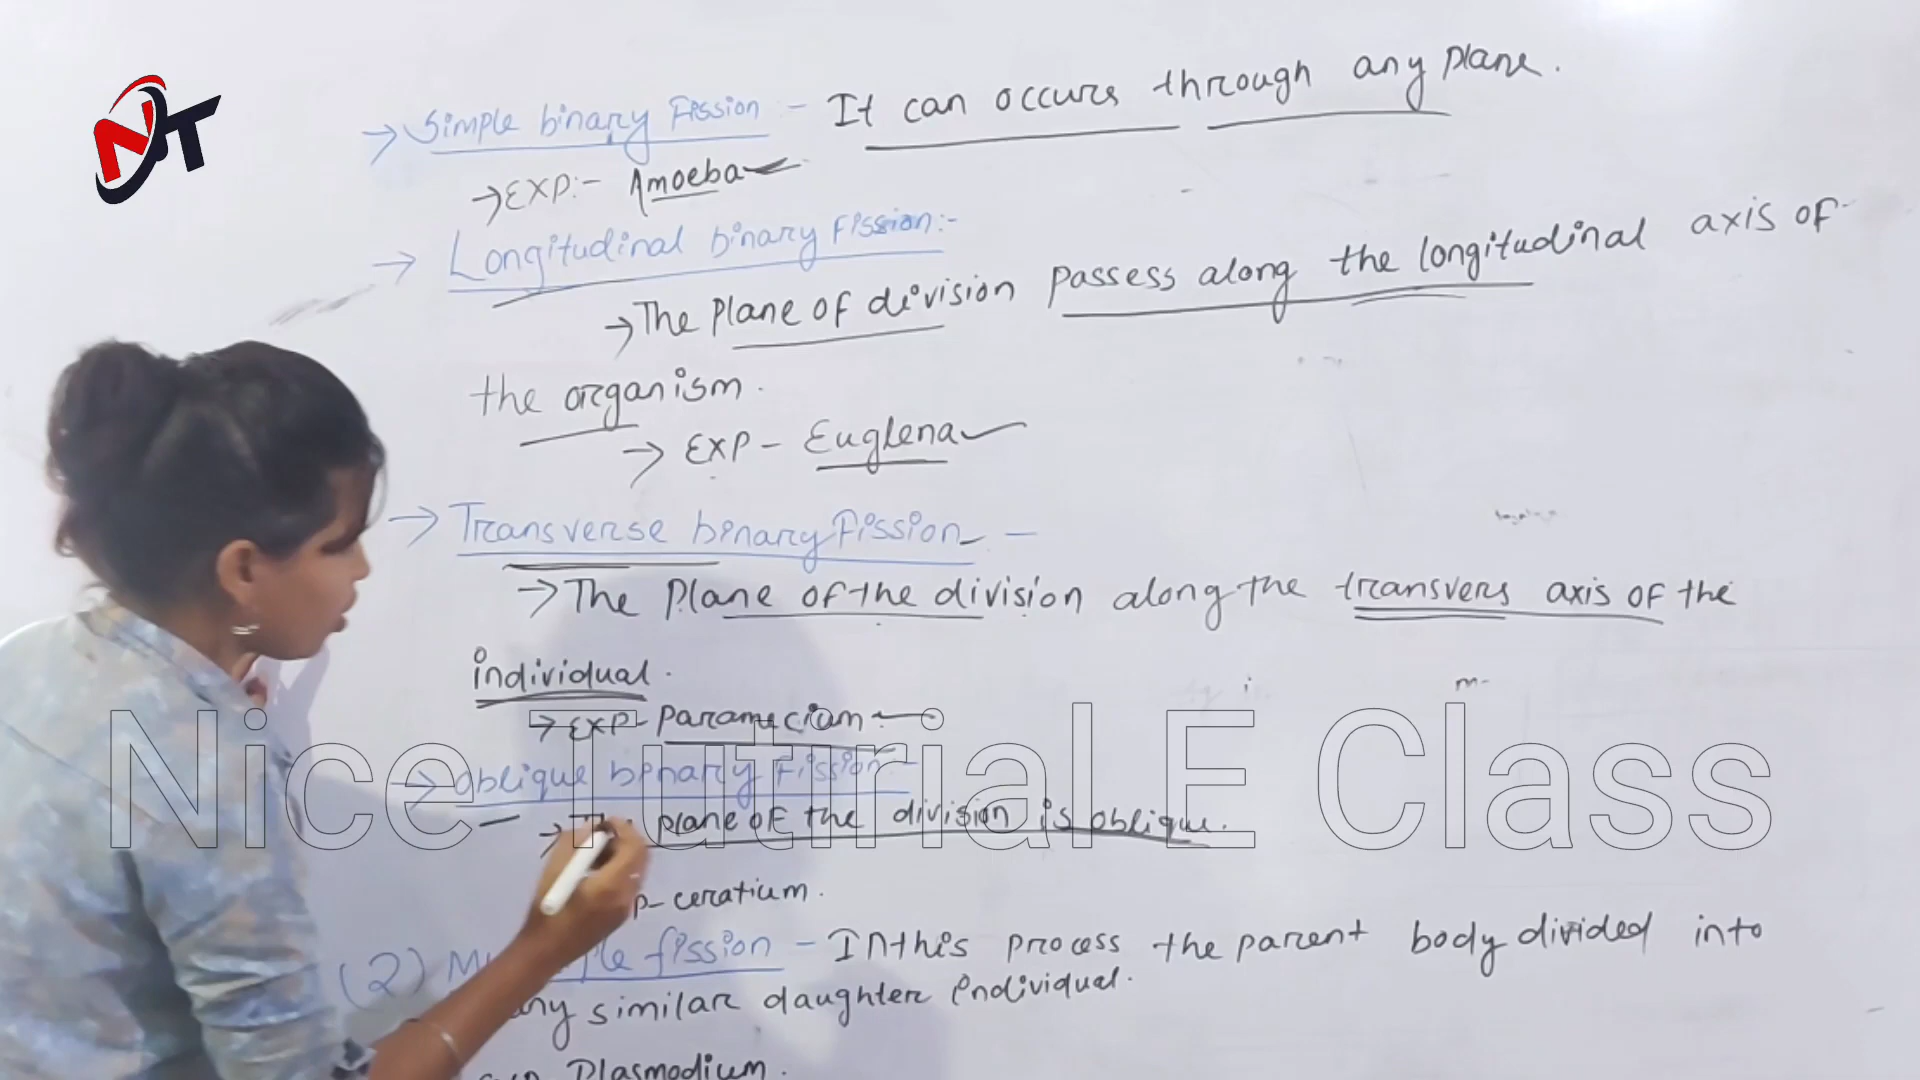 NT
→ Simple binary Fission - It can occurs through any plane.
→ EXP:- Amoeba
→ Longitudinal binary Fission:-
→ The plane of division passess along the longitudinal axis of
the organism.
→ EXP - Euglena
→ Transverse binary Fission -
→ The plane of the division along the transvers axis of the
individual.
→ EXP- paramycium
→ oblique binary Fission -
→ plane of the division is oblique.
p- ceratium.
(2) fission - In this process the parent body divided into
similar daughter individual.
Plasmodium.
Nice Tutrial E Class